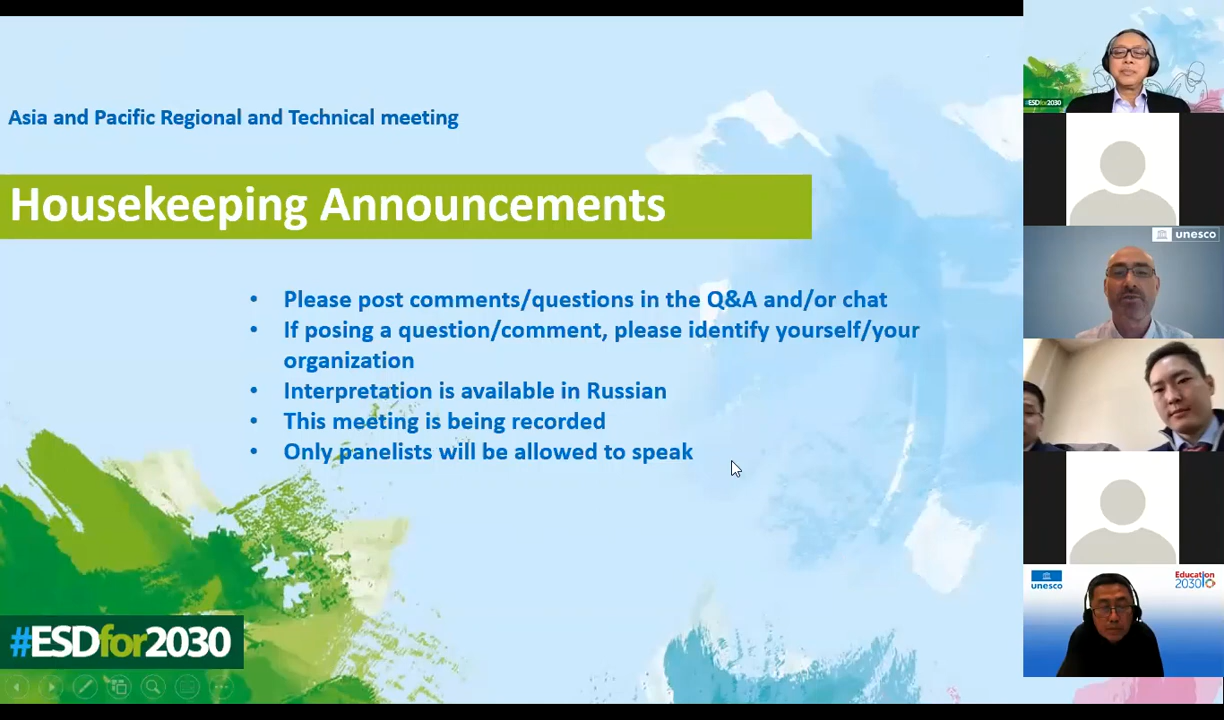 Asia and Pacific Regional and Technical meeting
Housekeeping Announcements
• Please post comments/questions in the Q&A and/or chat
• If posing a question/comment, please identify yourself/your
organization
• Interpretation is available in Russian
• This meeting is being recorded
• Only panelists will be allowed to speak
#ESDfor2030
#ESDfor2030
unesco
unesco
Education
2030